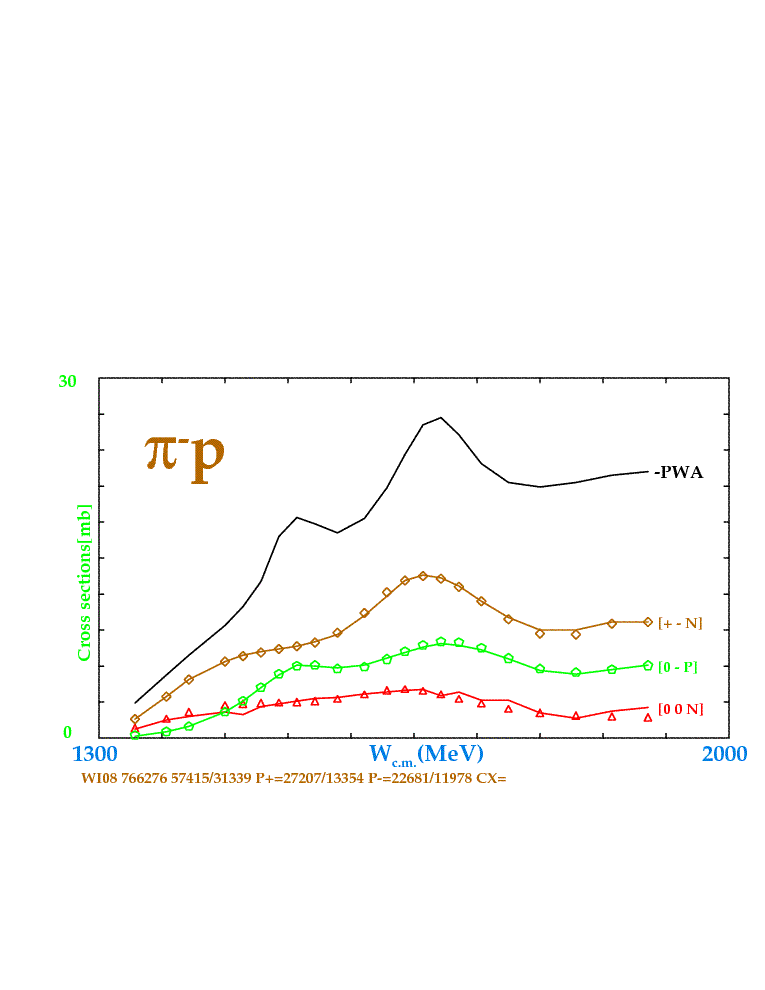 30
π-p
-PWA
Cross sections[mb]
[+ - N]
[0 - P]
[0 0 N]
0
1300
W c.m. (MeV)
2000
WI08 766276 57415/31339 P+=27207/13354 P-=22681/11978 CX=